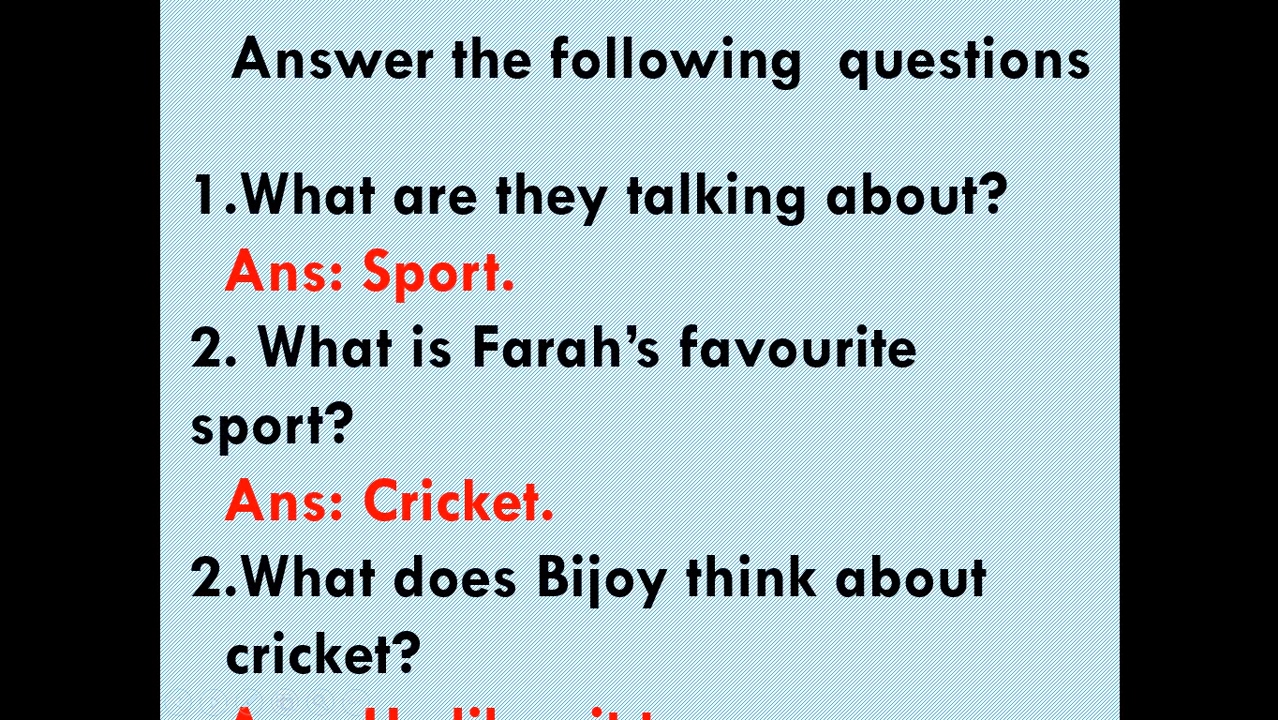 Answer the following questions
1.What are they talking about?
Ans: Sport.
2. What is Farah’s favourite
sport?
Ans: Cricket.
2.What does Bijoy think about
cricket?